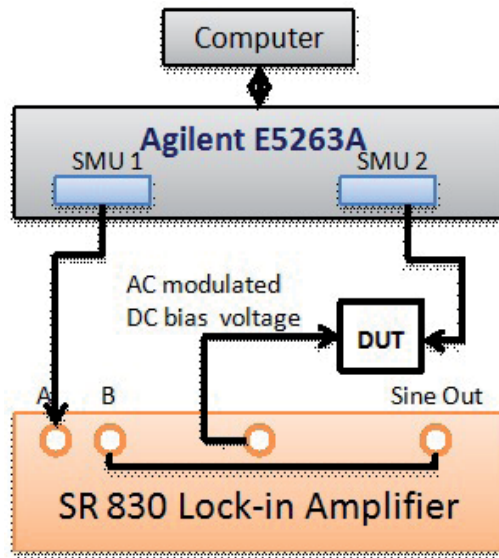 Computer
Agilent E5263A
SMU 1
SMU 2
AC modulated
DC bias voltage
DUT
A
B
Sine Out
SR 830 Lock-in Amplifier